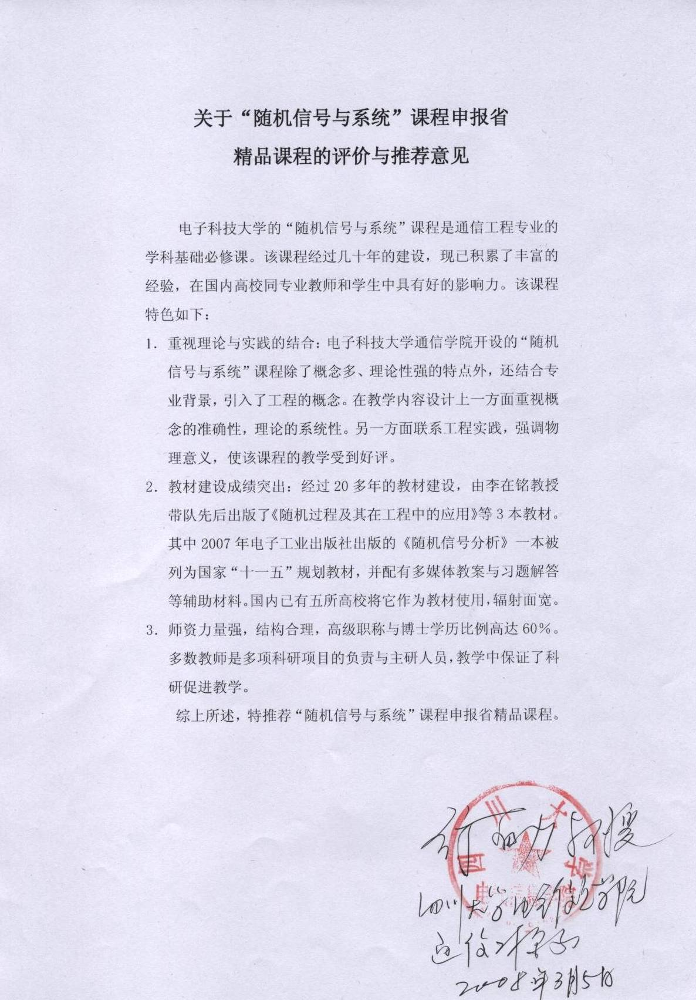 关于“随机信号与系统”课程申报省
精品课程的评价与推荐意见
电子科技大学的“随机信号与系统”课程是通信工程专业的
学科基础必修课。该课程经过几十年的建设，现已积累了丰富的
经验，在国内高校同专业教师和学生中具有好的影响力。该课程
特色如下：
1. 重视理论与实践的结合：电子科技大学通信学院开设的“随机
信号与系统”课程除了概念多、理论性强的特点外，还结合专
业背景，引入了工程的概念。在教学内容设计上一方面重视概
念的准确性，理论的系统性。另一方面联系工程实践，强调物
理意义，使该课程的教学受到好评。
2. 教材建设成绩突出：经过20多年的教材建设，由李在铭教授
带队先后出版了《随机过程及其在工程中的应用》等3本教材。
其中2007年电子工业出版社出版的《随机信号分析》一本被
列为国家“十一五”规划教材，并配有多媒体教案与习题解答
等辅助材料。国内已有五所高校将它作为教材使用，辐射面宽。
3. 师资力量强，结构合理，高级职称与博士学历比例高达60%。
多数教师是多项科研项目的负责与主研人员，教学中保证了科
研促进教学。
综上所述，特推荐“随机信号与系统”课程申报省精品课程。
四川大学
教授
四川大学电子信息学院
2008年3月5日